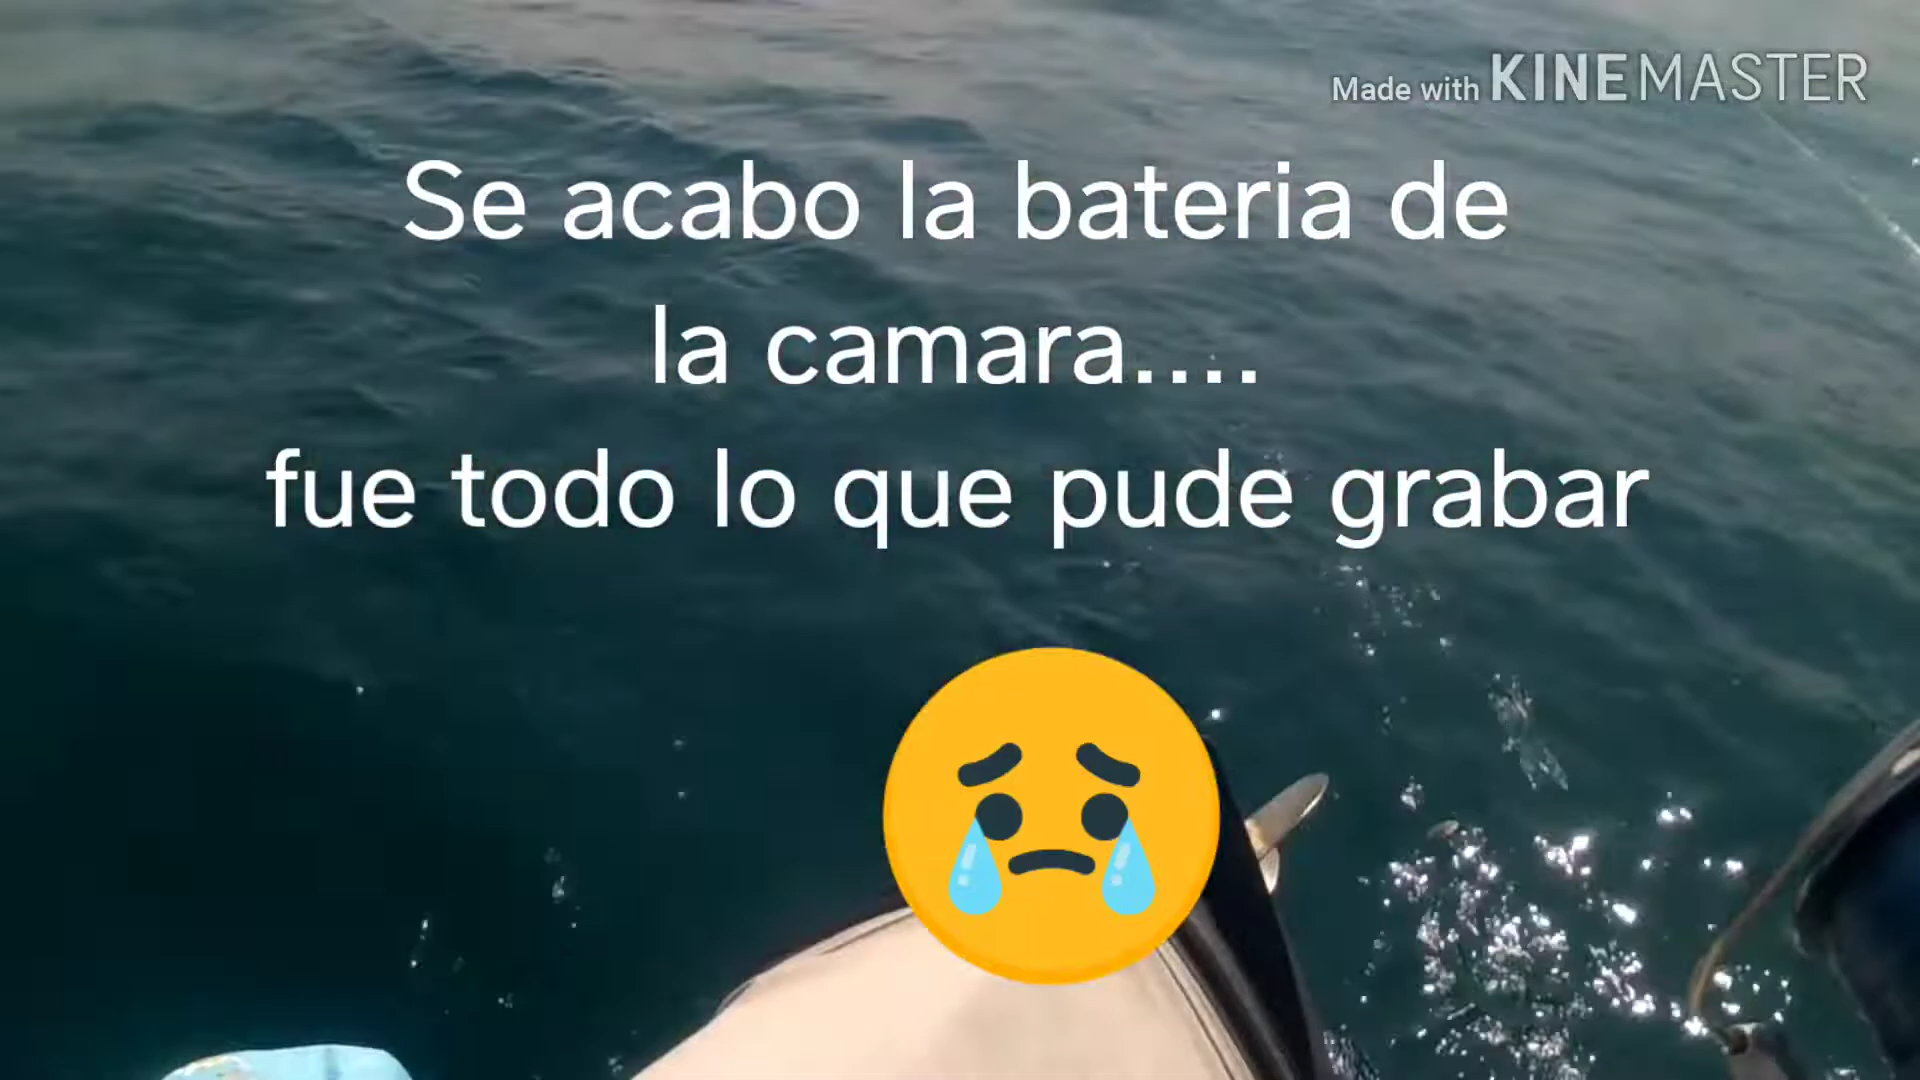 Made with KINEMASTER
Se acabo la bateria de
la camara....
fue todo lo que pude grabar